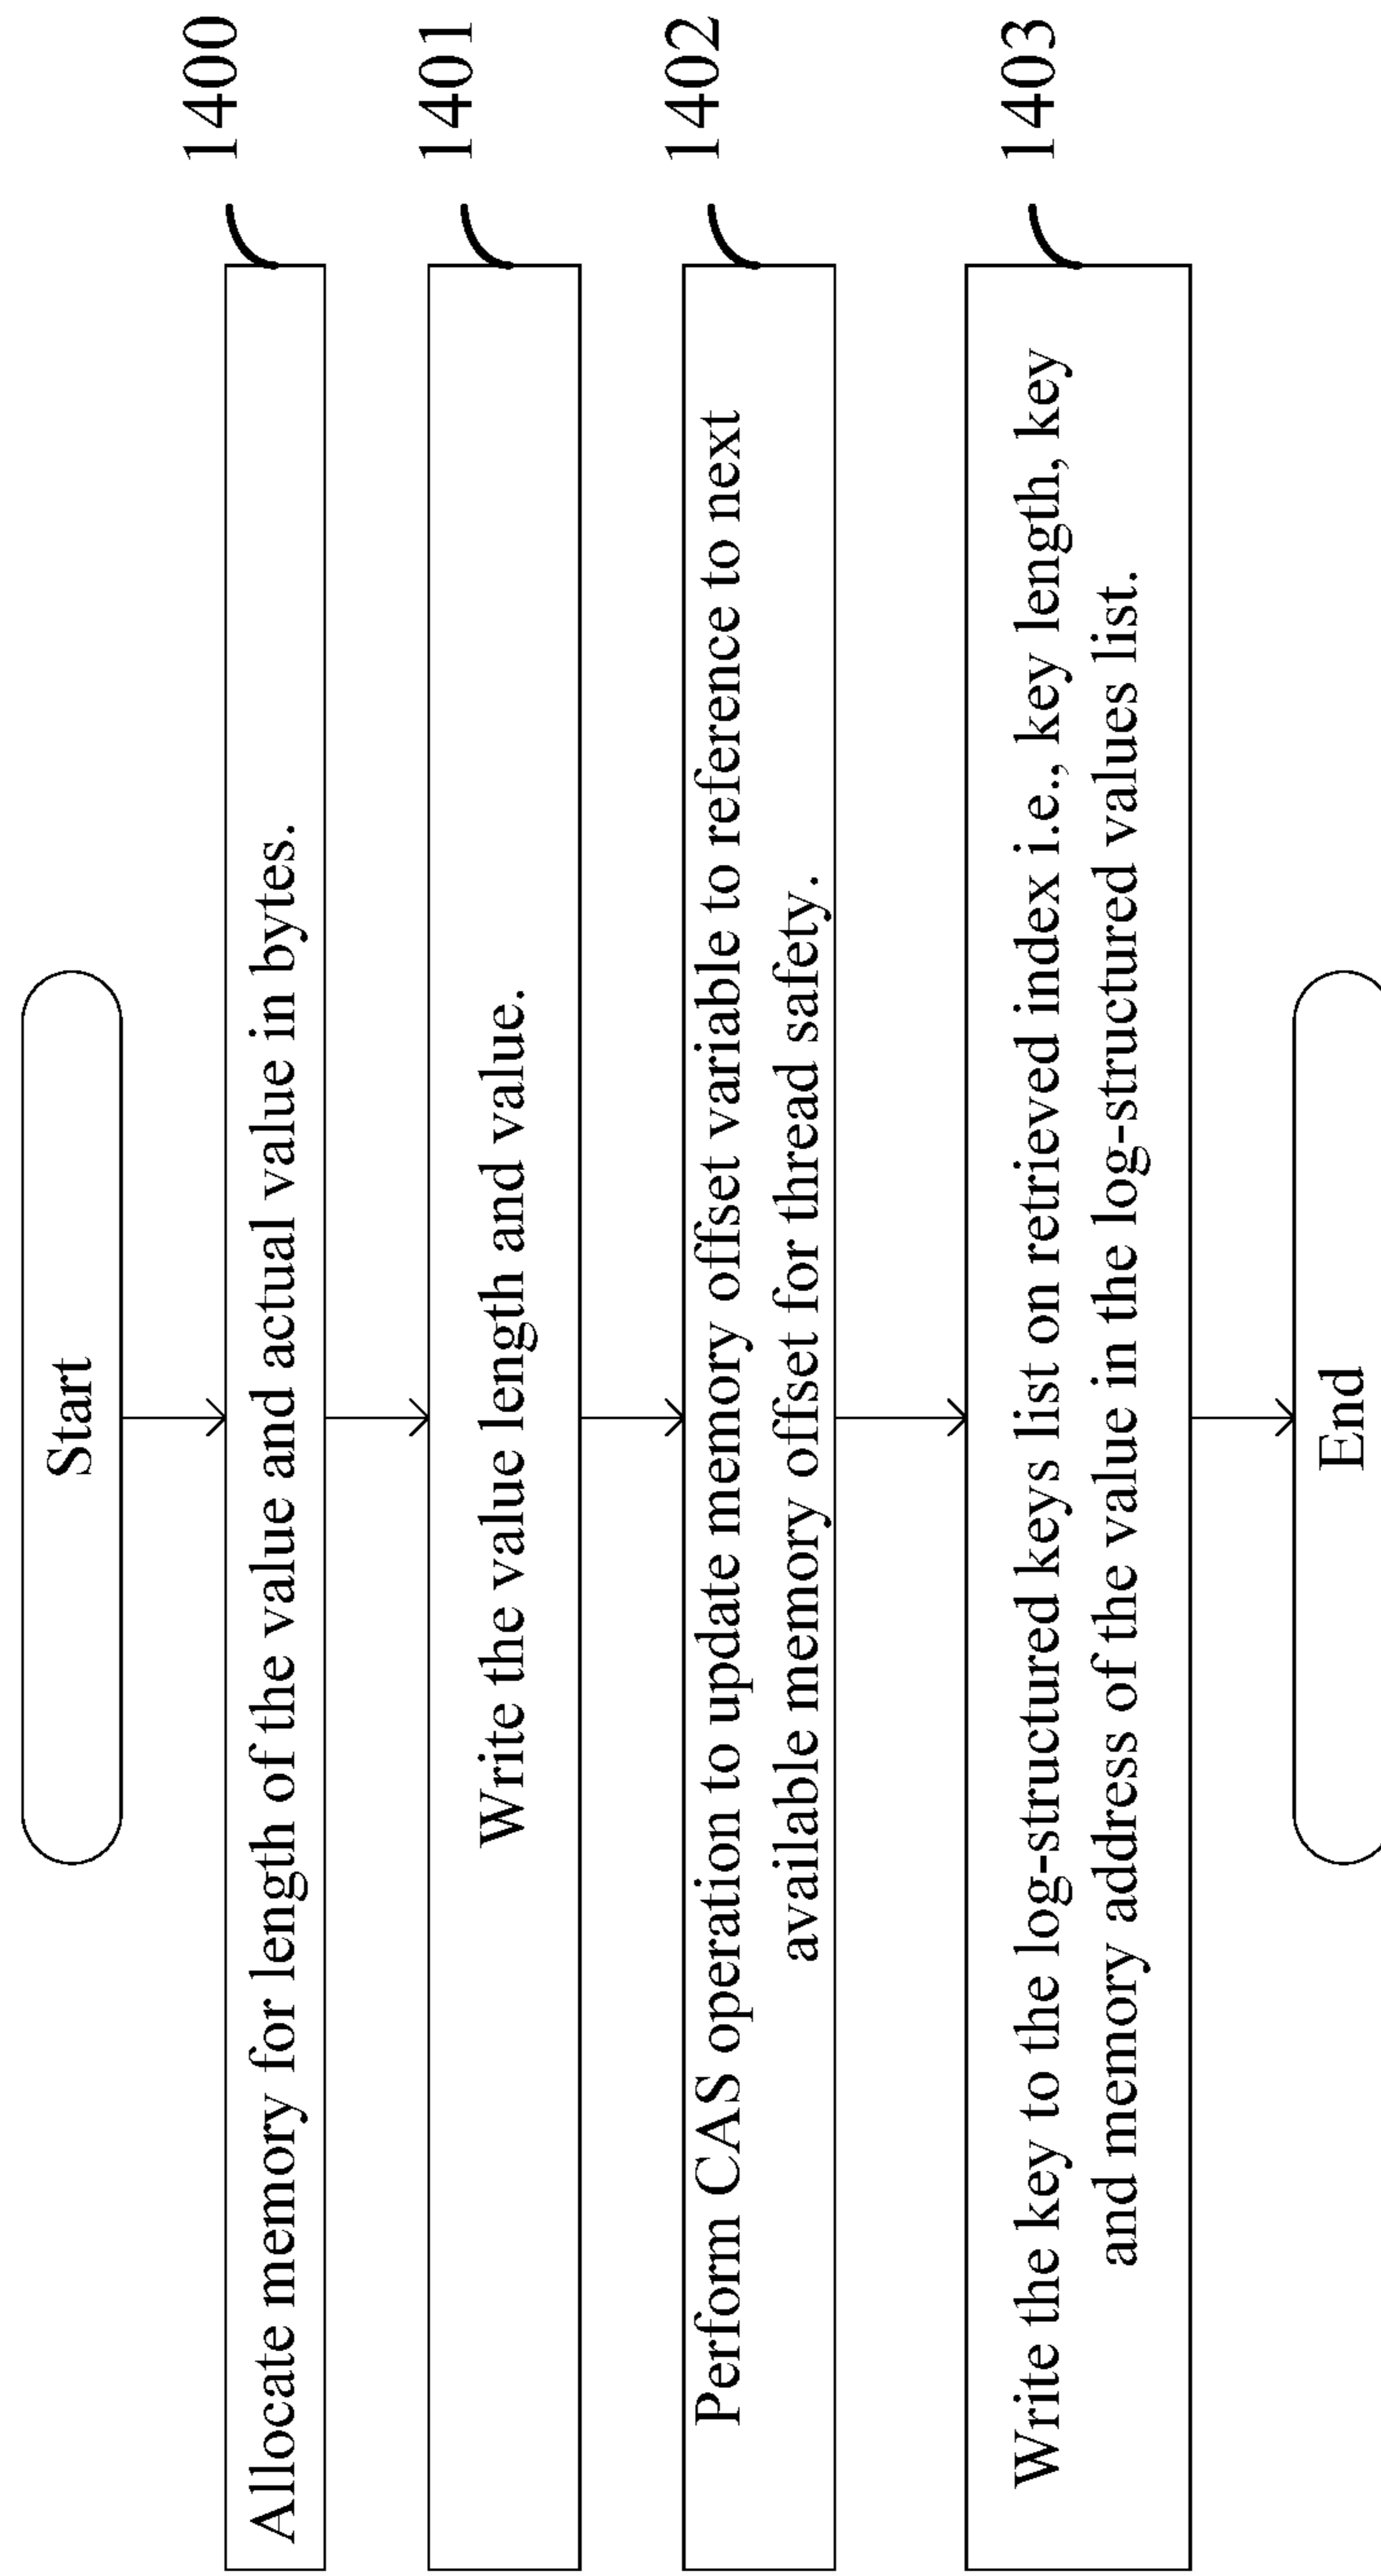 Start
1400
Allocate memory for length of the value and actual value in bytes.
1401
Write the value length and value.
1402
Perform CAS operation to update memory offset variable to reference to next
available memory offset for thread safety.
1403
Write the key to the log-structured keys list on retrieved index i.e., key length, key
and memory address of the value in the log-structured values list.
End